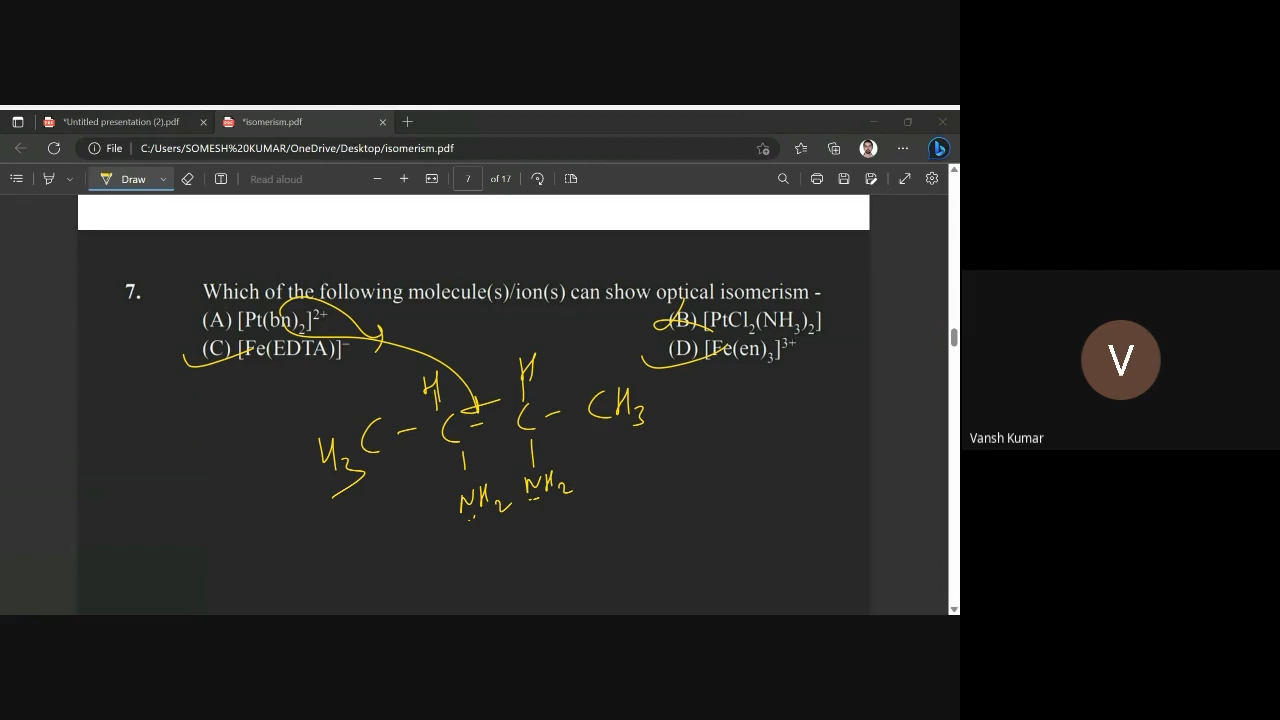 *Untitled presentation (2).pdf
*isomerism.pdf
File C:/Users/SOMESH%20KUMAR/OneDrive/Desktop/isomerism.pdf
Draw Read aloud 7 of 17
7. Which of the following molecule(s)/ion(s) can show optical isomerism -
(A) [Pt(bn)₂]²⁺ (B) [PtCl₂(NH₃)₂]
(C) [Fe(EDTA)]⁻ (D) [Fe(en)₃]³⁺
H H
H₃C - C - C - CH₃
NH₂ NH₂
V
Vansh Kumar